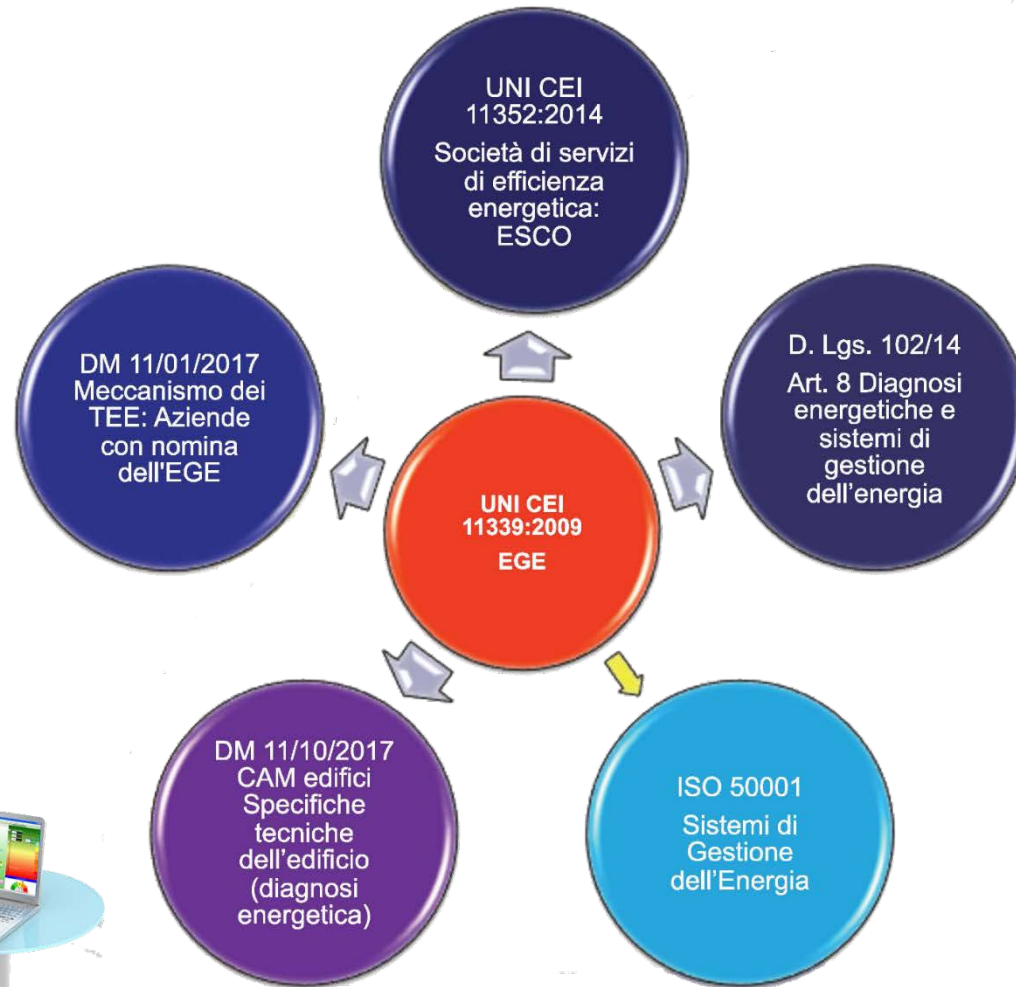 UNI CEI
11352:2014
Società di servizi
di efficienza
energetica:
ESCO
DM 11/01/2017
Meccanismo dei
TEE: Aziende
con nomina
dell'EGE
D. Lgs. 102/14
Art. 8 Diagnosi
energetiche e
sistemi di
gestione
dell’energia
UNI CEI
11339:2009
EGE
DM 11/10/2017
CAM edifici
Specifiche
tecniche
dell’edificio
(diagnosi
energetica)
ISO 50001
Sistemi di
Gestione
dell’Energia